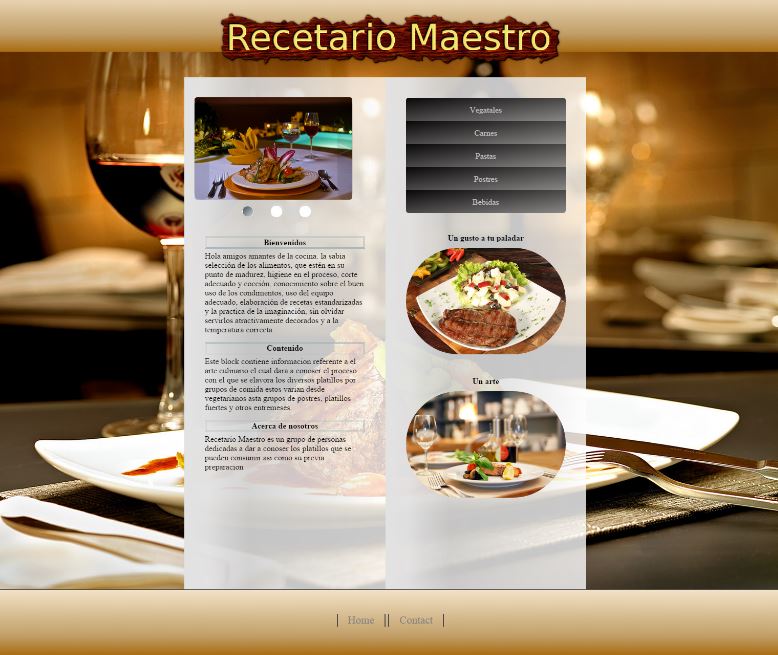 Recetario Maestro
Vegatales
Carnes
Pastas
Postres
Bebidas
Bienvenidos
Hola amigos amantes de la cocina. la sabia
selección de los alimentos, que estén en su
punto de madurez, higiene en el proceso, corte
adecuado y cocción, conocimiento sobre el buen
uso de los condimentos, uso del equipo
adecuado, elaboración de recetas estandarizadas
y la practica de la imaginación, sin olvidar
servirlos atractivamente decorados y a la
temperatura correcta
Contenido
Este block contiene informacion referente a el
arte culinario el cual dara a conoser el proceso
con el que se elavora los diversos platillos por
grupos de comida estos varian desde
vegetarianos asta grupos de postres, platillos
fuertes y otros entremeses.
Acerca de nosotros
Recetario Maestro es un grupo de personas
dedicadas a dar a conoser los platillos que se
pueden consumir asi como su previa
preparacion
Un gusto a tu paladar
Un arte
| Home || Contact |